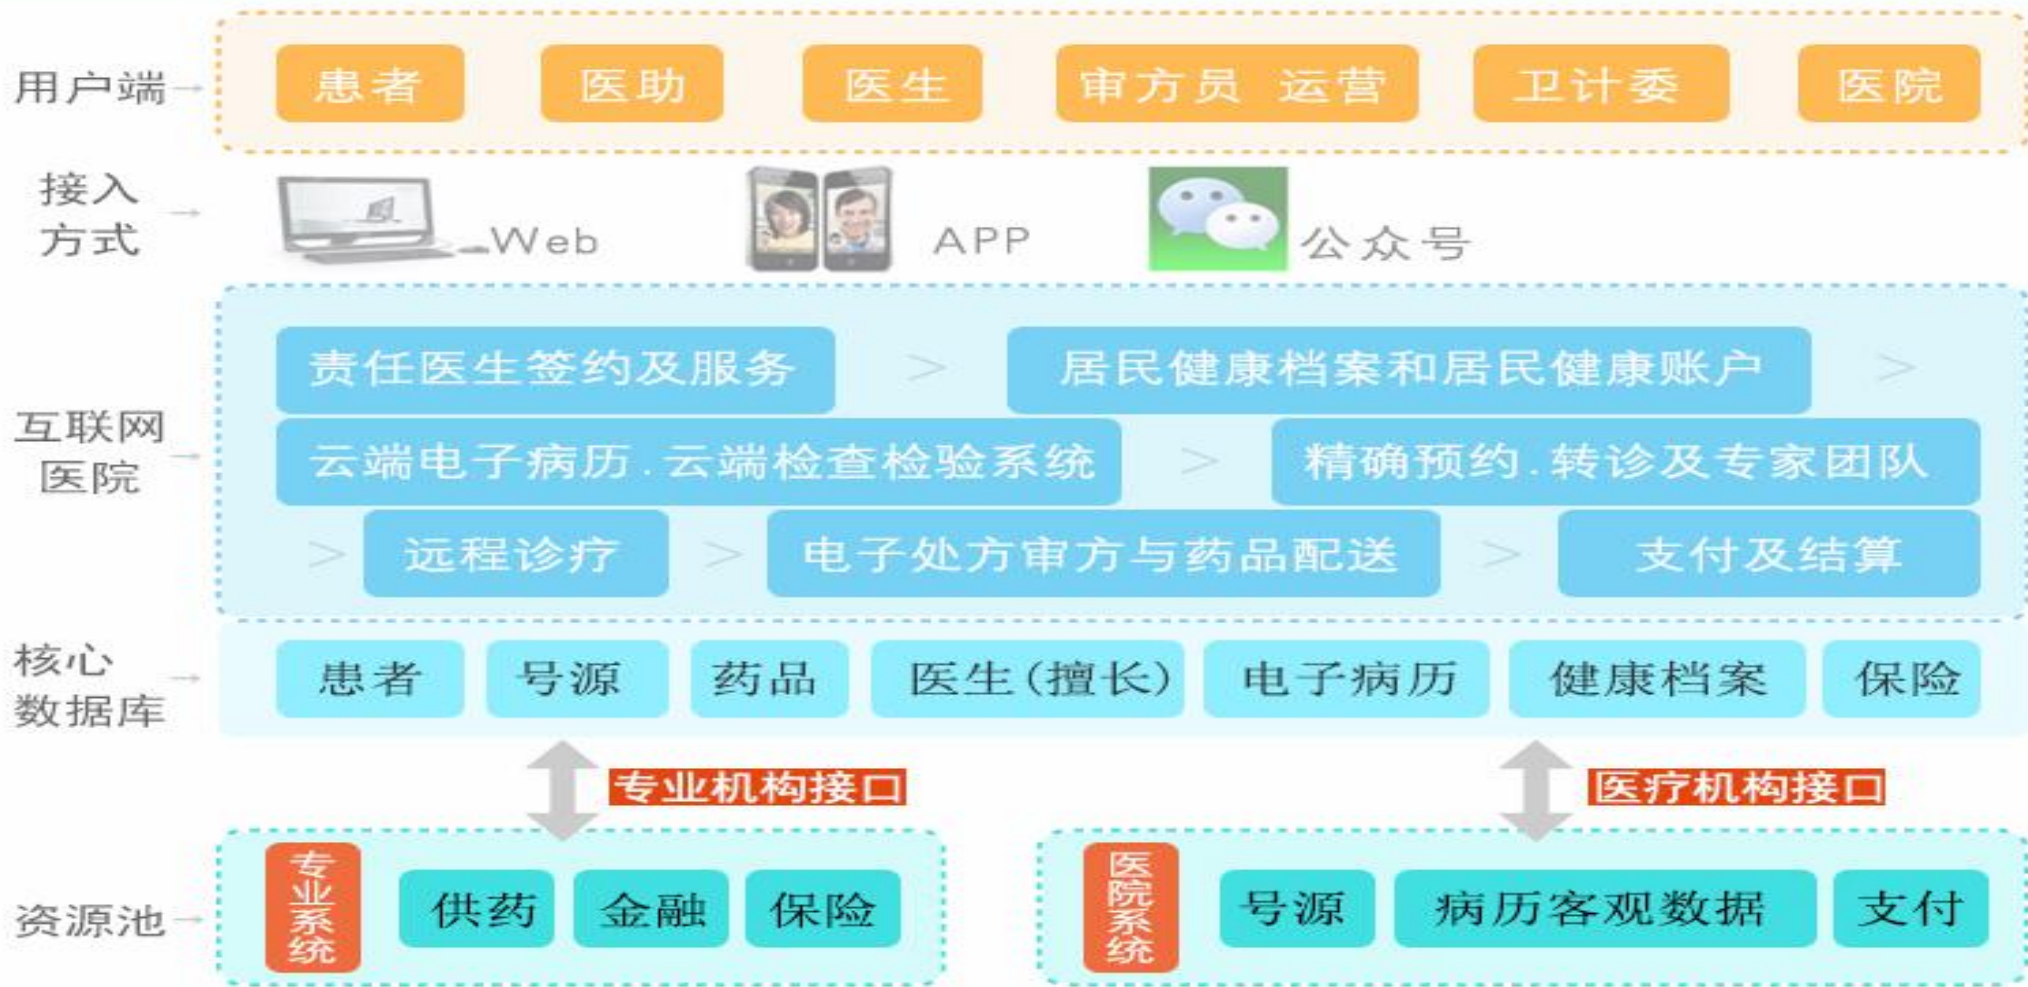 用户端
患者 医助 医生 审方员 运营 卫计委 医院
接入
方式
Web APP 公众号
互联网
医院
责任医生签约及服务 > 居民健康档案和居民健康账户 >
云端电子病历.云端检查检验系统 > 精确预约.转诊及专家团队
> 远程诊疗 > 电子处方审方与药品配送 > 支付及结算
核心
数据库
患者 号源 药品 医生(擅长) 电子病历 健康档案 保险
专业机构接口 医疗机构接口
资源池
专业系统 供药 金融 保险
医院系统 号源 病历客观数据 支付